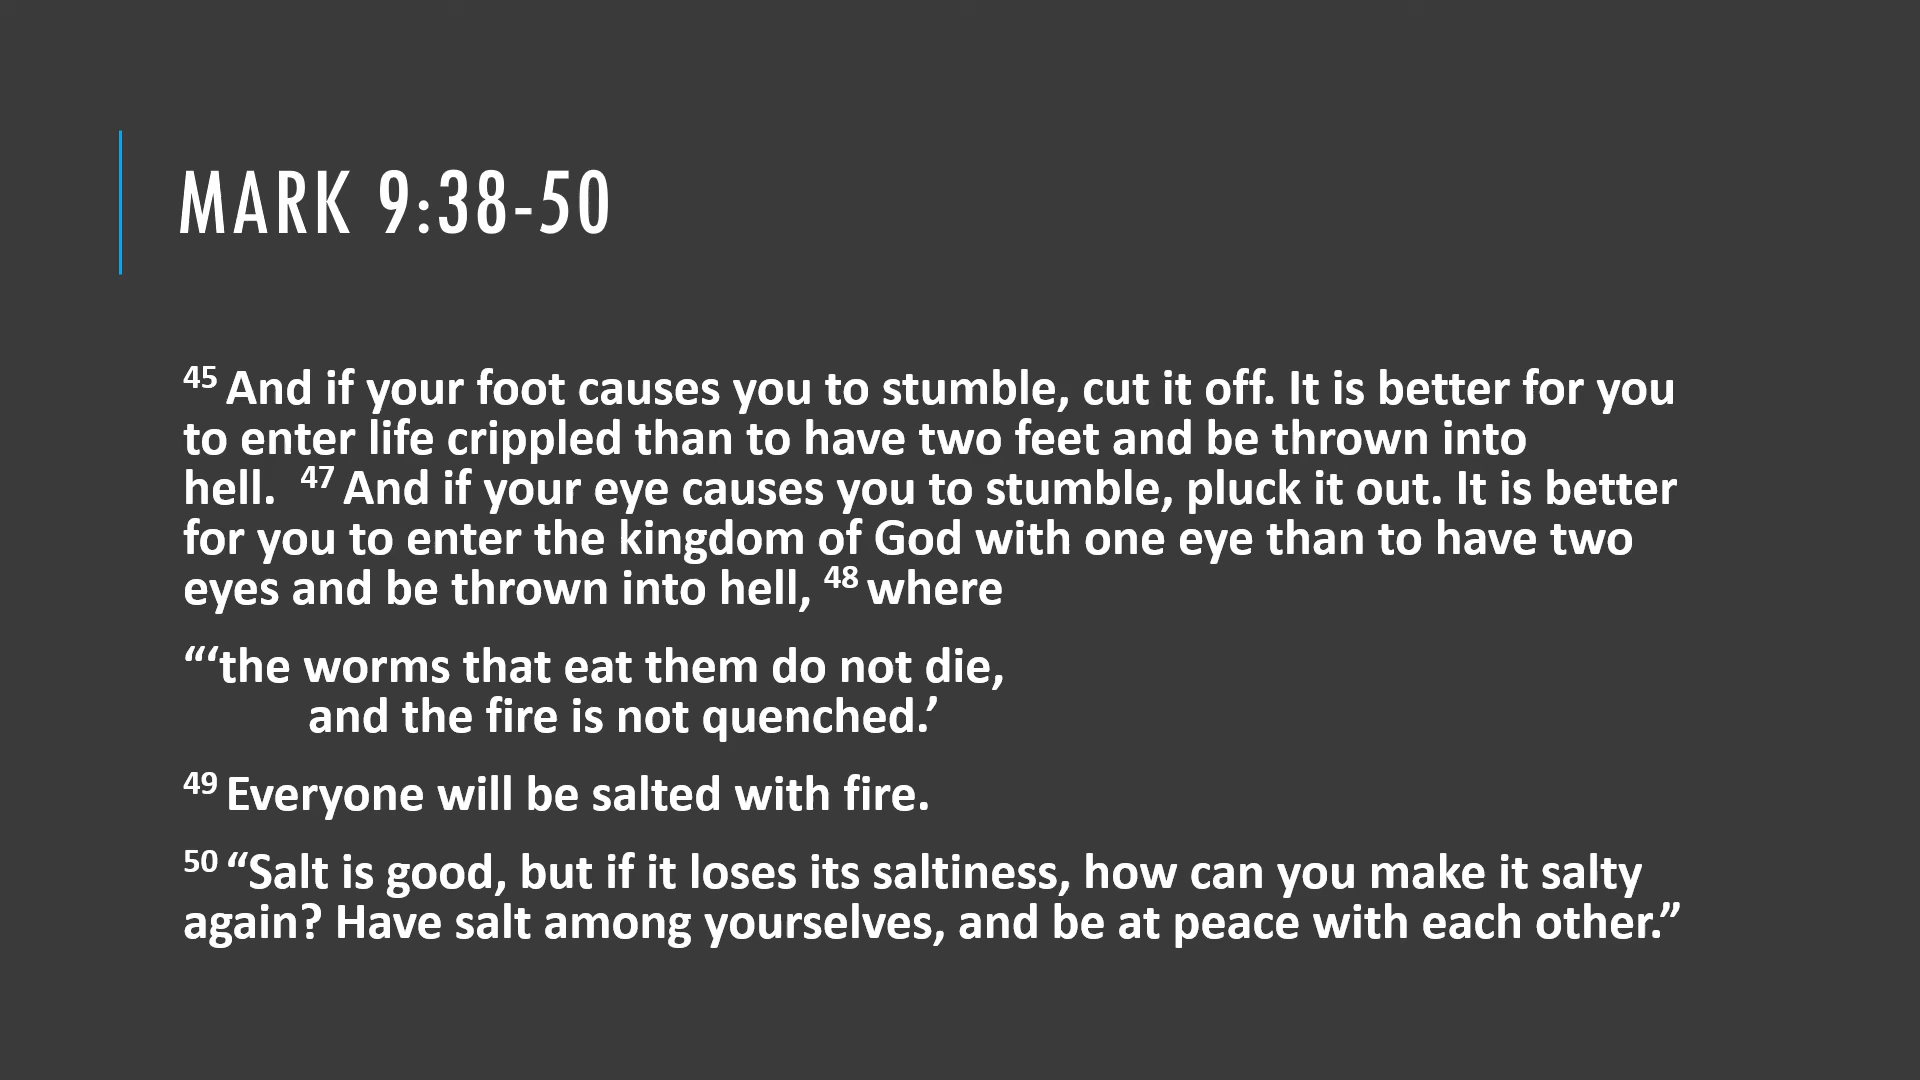 MARK 9:38-50
45 And if your foot causes you to stumble, cut it off. It is better for you
to enter life crippled than to have two feet and be thrown into
hell.  47 And if your eye causes you to stumble, pluck it out. It is better
for you to enter the kingdom of God with one eye than to have two
eyes and be thrown into hell, 48 where
“‘the worms that eat them do not die,
and the fire is not quenched.’
49 Everyone will be salted with fire.
50 “Salt is good, but if it loses its saltiness, how can you make it salty
again? Have salt among yourselves, and be at peace with each other.”